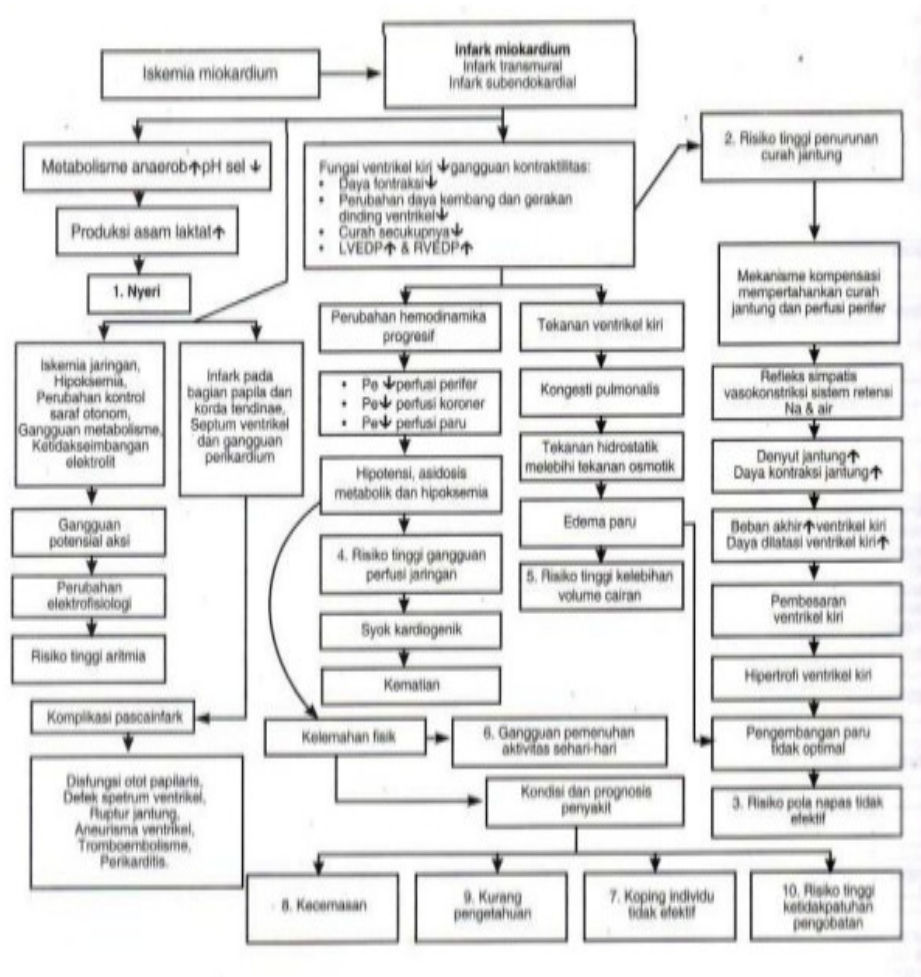 Iskemia miokardium
Infark miokardium
Infark transmural
Infark subendokardial
Metabolisme anaerob↑pH sel ↓
Produksi asam laktat↑
1. Nyeri
Fungsi ventrikel kiri ↓gangguan kontraktilitas:
• Daya fontraksi↓
• Perubahan daya kembang dan gerakan
dinding ventrikel↓
• Curah secukupnya↓
• LVEDP↑ & RVEDP↑
2. Risiko tinggi penurunan
curah jantung
Mekanisme kompensasi
mempertahankan curah
jantung dan perfusi perifer
Iskemia jaringan,
Hipoksemia,
Perubahan kontrol
saraf otonom,
Gangguan metabolisme,
Ketidakseimbangan
elektrolit
Infark pada
bagian papila dan
korda tendinae,
Septum ventrikel
dan gangguan
perikardium
Perubahan hemodinamika
progresif
Tekanan ventrikel kiri
• Pe ↓perfusi perifer
• Pe↓ perfusi koroner
• Pe↓ perfusi paru
Kongesti pulmonalis
Refleks simpatis
vasokonstriksi sistem retensi
Na & air
Hipotensi, asidosis
metabolik dan hipoksemia
Tekanan hidrostatik
melebihi tekanan osmotik
Denyut jantung↑
Daya kontraksi jantung↑
Gangguan
potensial aksi
4. Risiko tinggi gangguan
perfusi jaringan
Edema paru
Beban akhir↑ventrikel kiri
Daya dilatasi ventrikel kiri↑
Perubahan
elektrofisiologi
Syok kardiogenik
5. Risiko tinggi kelebihan
volume cairan
Pembesaran
ventrikel kiri
Risiko tinggi aritmia
Kematian
Hipertrofi ventrikel kiri
Komplikasi pascainfark
Kelemahan fisik
6. Gangguan pemenuhan
aktivitas sehari-hari
Pengembangan paru
tidak optimal
Disfungsi otot papilaris,
Defek spetrum ventrikel,
Ruptur jantung,
Aneurisma ventrikel,
Tromboembolisme,
Perikarditis.
Kondisi dan prognosis
penyakit
3. Risiko pola napas tidak
efektif
8. Kecemasan
9. Kurang
pengetahuan
7. Koping individu
tidak efektif
10. Risiko tinggi
ketidakpatuhan
pengobatan